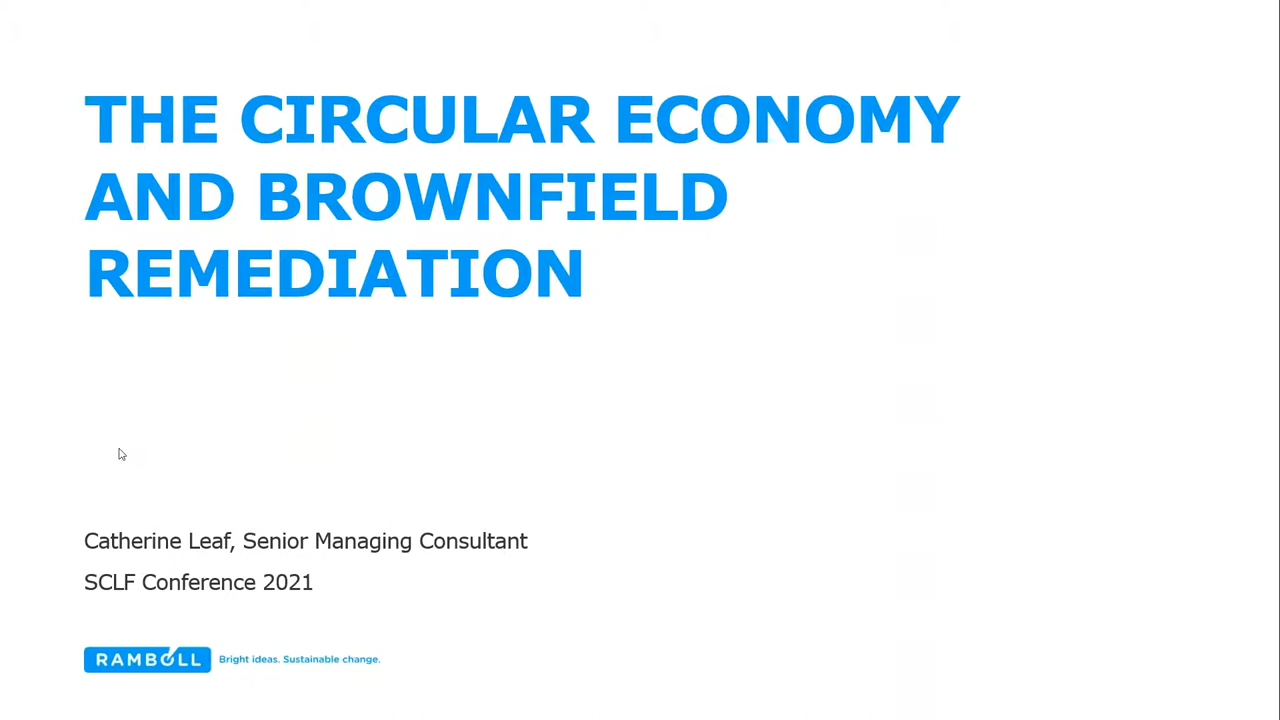 THE CIRCULAR ECONOMY
AND BROWNFIELD
REMEDIATION
Catherine Leaf, Senior Managing Consultant
SCLF Conference 2021
RAMBOLL Bright ideas. Sustainable change.